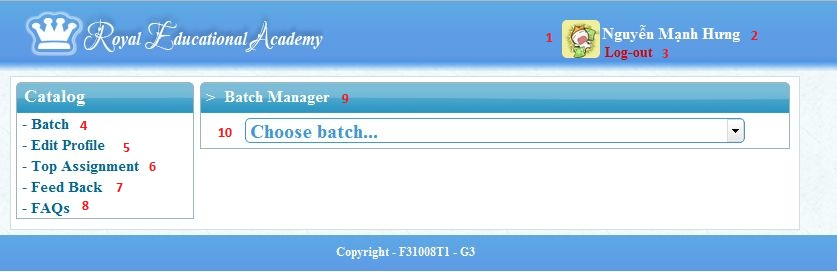 Royal Educational Academy
1 Nguyễn Mạnh Hưng 2
Log-out 3
Catalog
- Batch 4
- Edit Profile 5
- Top Assignment 6
- Feed Back 7
- FAQs 8
> Batch Manager 9
10 Choose batch...
Copyright - F31008T1 - G3